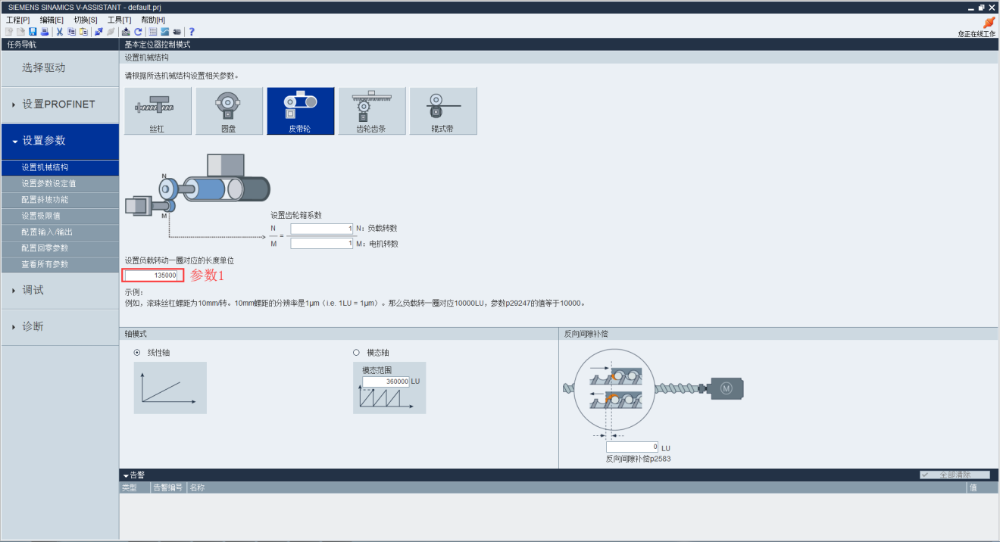 SIEMENS SINAMICS V-ASSISTANT - default.prj
工程[P] 编辑[E] 切换[S] 工具[T] 帮助[H]
您正在线工作
任务导航
基本定位器控制模式
选择驱动
设置PROFINET
设置参数
设置机械结构
设置参数设定值
配置斜坡功能
设置极限值
配置输入/输出
配置回零参数
查看所有参数
调试
诊断
设置机械结构
请根据所选机械结构设置相关参数。
丝杠 圆盘 皮带轮 齿轮齿条 辊式带
N
M
设置齿轮箱系数
N 1 N：负载转数
=
M 1 M：电机转数
设置负载转动一圈对应的长度单位
135000 参数1
示例：
例如，滚珠丝杠螺距为10mm/转。10mm螺距的分辨率是1μm（i.e. 1LU = 1μm）。那么负载转一圈对应10000LU，参数p29247的值等于10000。
轴模式
线性轴
模态轴
模态范围
360000 LU
反向间隙补偿
M
0 LU
反向间隙补偿p2583
告警
全部清除
类型 告警编号 名称 值